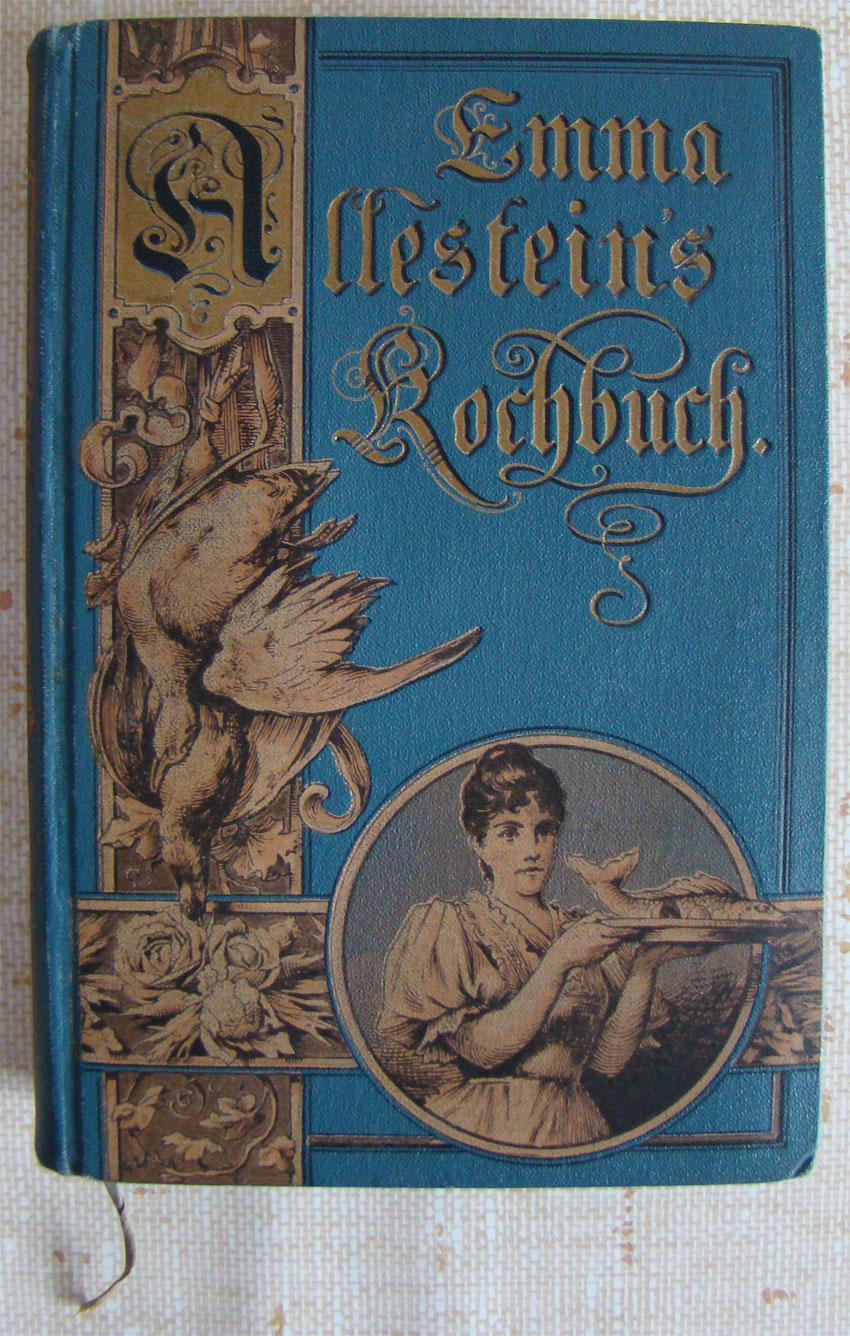 Emma
Allestein's
Kochbuch.